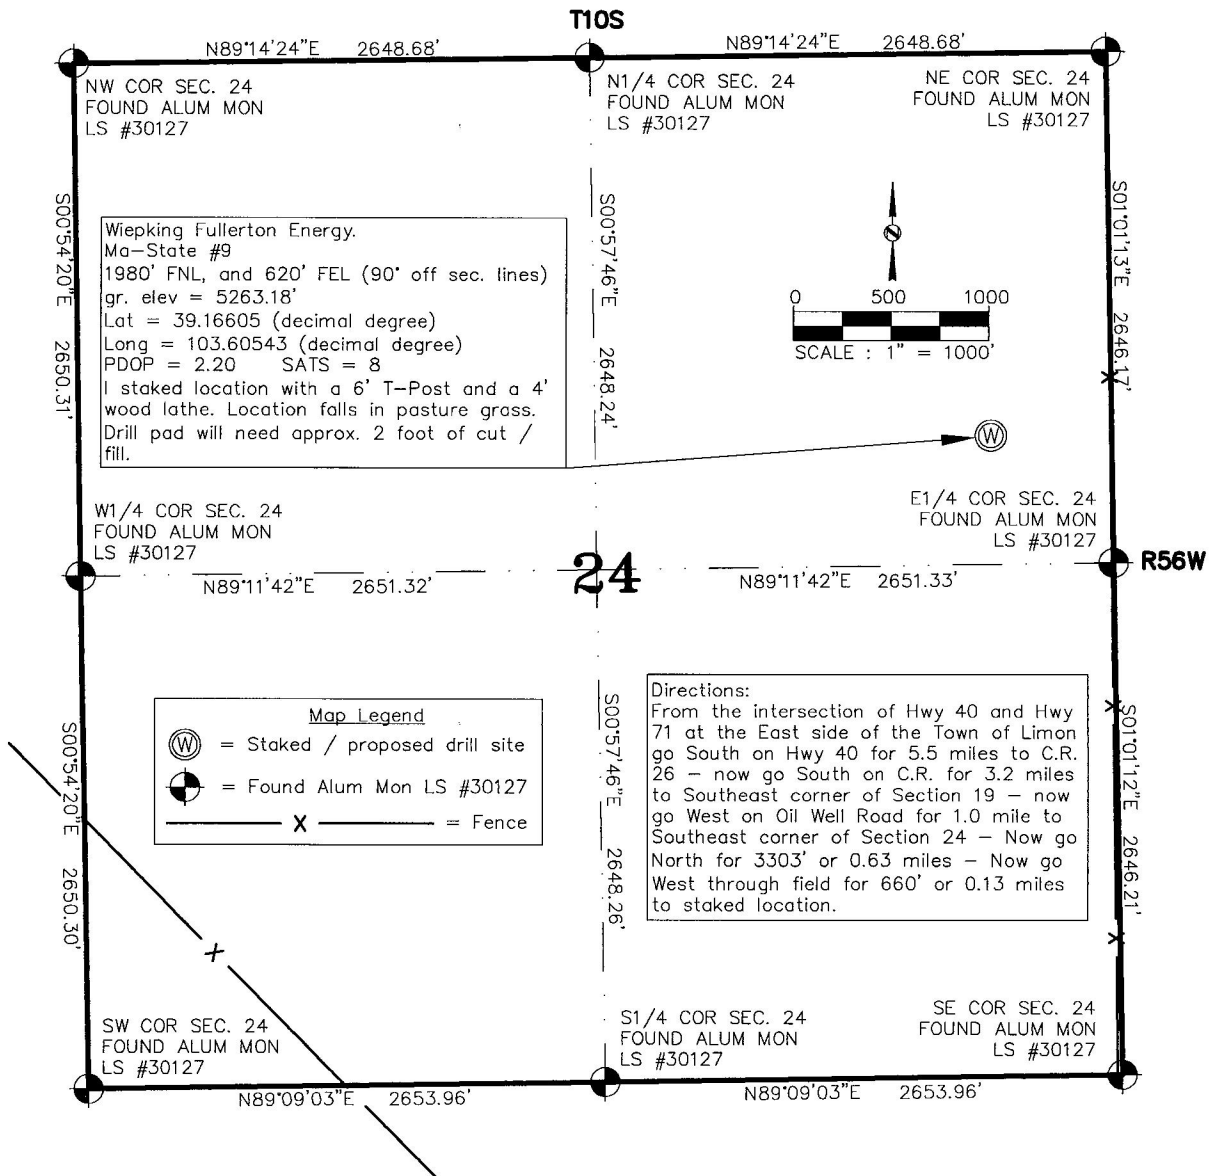 T10S
N89°14'24"E 2648.68'
N89°14'24"E 2648.68'
NW COR SEC. 24
FOUND ALUM MON
LS #30127
N1/4 COR SEC. 24
FOUND ALUM MON
LS #30127
NE COR SEC. 24
FOUND ALUM MON
LS #30127
S00°54'20"E 2650.31'
S00°57'46"E 2648.24'
S01°01'13"E 2646.17'
Wiepking Fullerton Energy.
Ma-State #9
1980' FNL, and 620' FEL (90° off sec. lines)
gr. elev = 5263.18'
Lat = 39.16605 (decimal degree)
Long = 103.60543 (decimal degree)
PDOP = 2.20 SATS = 8
I staked location with a 6' T-Post and a 4'
wood lathe. Location falls in pasture grass.
Drill pad will need approx. 2 foot of cut /
fill.
N
0 500 1000
SCALE : 1" = 1000'
X
W
W1/4 COR SEC. 24
FOUND ALUM MON
LS #30127
E1/4 COR SEC. 24
FOUND ALUM MON
LS #30127
R56W
N89°11'42"E 2651.32'
24
N89°11'42"E 2651.33'
Map Legend
W = Staked / proposed drill site
= Found Alum Mon LS #30127
X = Fence
S00°54'20"E 2650.30'
S00°57'46"E 2648.26'
Directions:
From the intersection of Hwy 40 and Hwy
71 at the East side of the Town of Limon
go South on Hwy 40 for 5.5 miles to C.R.
26 - now go South on C.R. for 3.2 miles
to Southeast corner of Section 19 - now
go West on Oil Well Road for 1.0 mile to
Southeast corner of Section 24 - Now go
North for 3303' or 0.63 miles - Now go
West through field for 660' or 0.13 miles
to staked location.
X
S01°01'12"E 2646.21'
X
X
SW COR SEC. 24
FOUND ALUM MON
LS #30127
S1/4 COR SEC. 24
FOUND ALUM MON
LS #30127
SE COR SEC. 24
FOUND ALUM MON
LS #30127
N89°09'03"E 2653.96'
N89°09'03"E 2653.96'